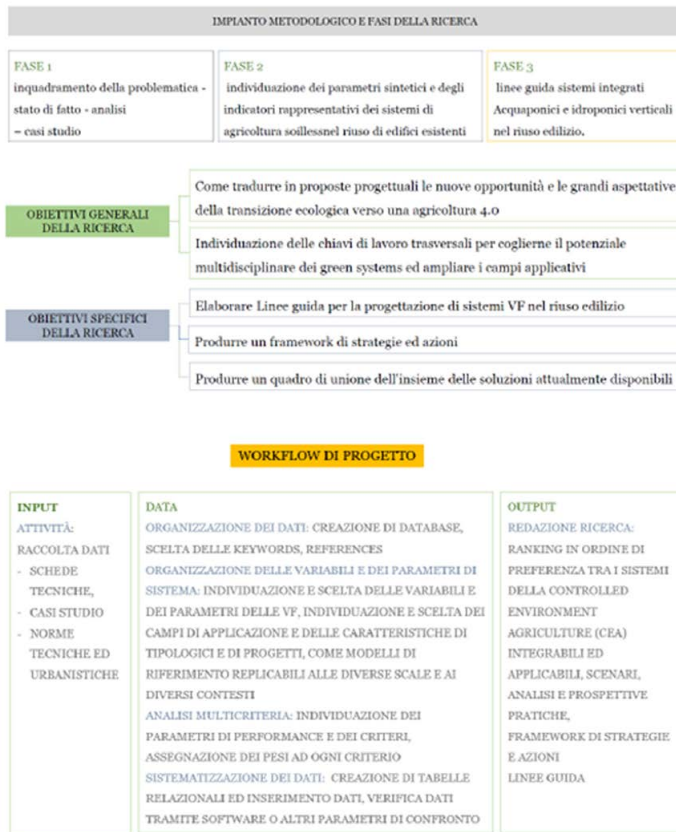 IMPIANTO METODOLOGICO E FASI DELLA RICERCA
FASE 1
inquadramento della problematica -
stato di fatto - analisi
– casi studio
FASE 2
individuazione dei parametri sintetici e degli
indicatori rappresentativi dei sistemi di
agricoltura soillessnel riuso di edifici esistenti
FASE 3
linee guida sistemi integrati
Acquaponici e idroponici verticali
nel riuso edilizio.
OBIETTIVI GENERALI
DELLA RICERCA
Come tradurre in proposte progettuali le nuove opportunità e le grandi aspettative
della transizione ecologica verso una agricoltura 4.0
Individuazione delle chiavi di lavoro trasversali per coglierne il potenziale
multidisciplinare dei green systems ed ampliare i campi applicativi
OBIETTIVI SPECIFICI
DELLA RICERCA
Elaborare Linee guida per la progettazione di sistemi VF nel riuso edilizio
Produrre un framework di strategie ed azioni
Produrre un quadro di unione dell'insieme delle soluzioni attualmente disponibili
WORKFLOW DI PROGETTO
INPUT
ATTIVITÀ:
RACCOLTA DATI
- SCHEDE
TECNICHE,
- CASI STUDIO
- NORME
TECNICHE ED
URBANISTICHE
DATA
ORGANIZZAZIONE DEI DATI: CREAZIONE DI DATABASE,
SCELTA DELLE KEYWORDS, REFERENCES
ORGANIZZAZIONE DELLE VARIABILI E DEI PARAMETRI DI
SISTEMA: INDIVIDUAZIONE E SCELTA DELLE VARIABILI E
DEI PARAMETRI DELLE VF, INDIVIDUAZIONE E SCELTA DEI
CAMPI DI APPLICAZIONE E DELLE CARATTERISTICHE DI
TIPOLOGICI E DI PROGETTI, COME MODELLI DI
RIFERIMENTO REPLICABILI ALLE DIVERSE SCALE E AI
DIVERSI CONTESTI
ANALISI MULTICRITERIA: INDIVIDUAZIONE DEI
PARAMETRI DI PERFORMANCE E DEI CRITERI,
ASSEGNAZIONE DEI PESI AD OGNI CRITERIO
SISTEMATIZZAZIONE DEI DATI: CREAZIONE DI TABELLE
RELAZIONALI ED INSERIMENTO DATI, VERIFICA DATI
TRAMITE SOFTWARE O ALTRI PARAMETRI DI CONFRONTO
OUTPUT
REDAZIONE RICERCA:
RANKING IN ORDINE DI
PREFERENZA TRA I SISTEMI
DELLA CONTROLLED
ENVIRONMENT
AGRICULTURE (CEA)
INTEGRABILI ED
APPLICABILI, SCENARI,
ANALISI E PROSPETTIVE
PRATICHE,
FRAMEWORK DI STRATEGIE
E AZIONI
LINEE GUIDA